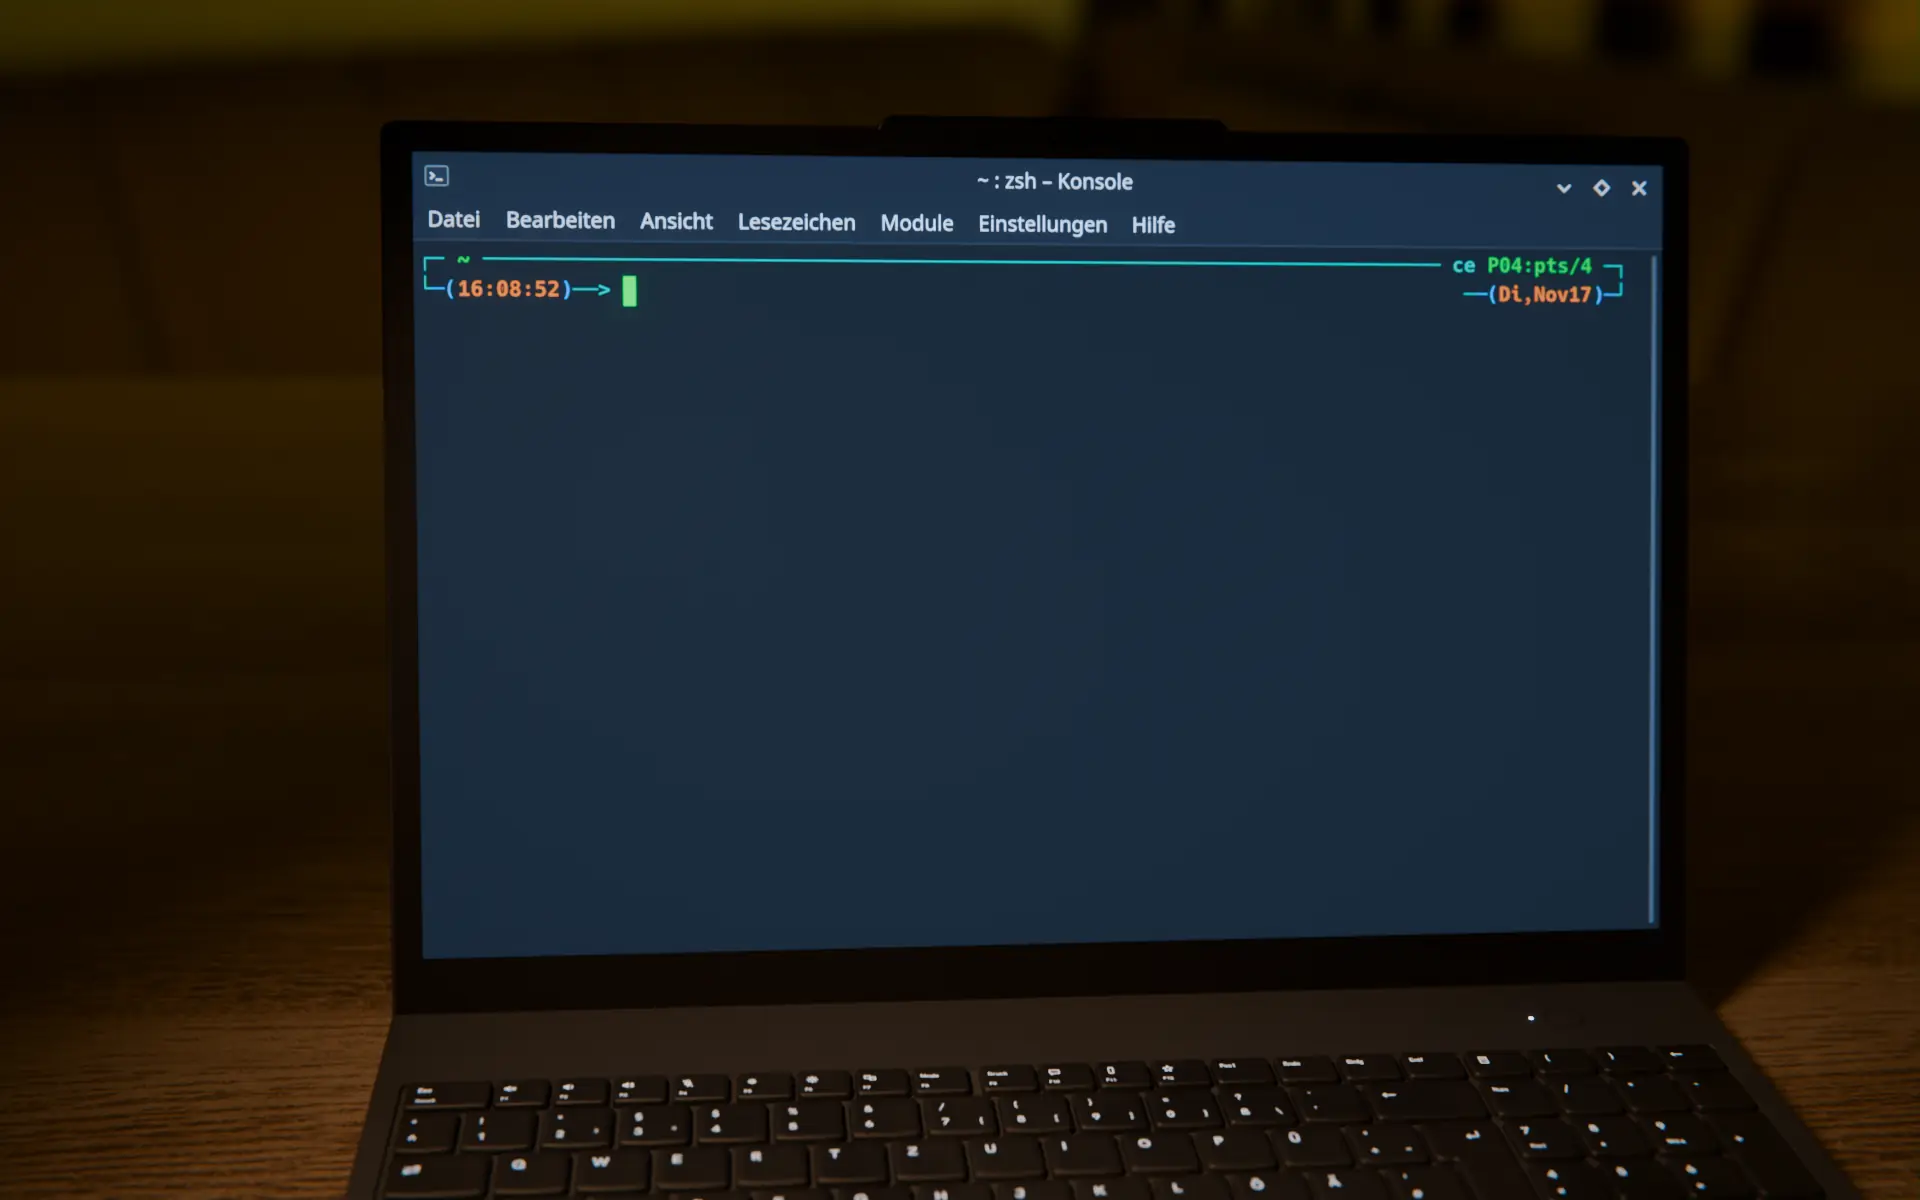 ~ : zsh – Konsole
Datei Bearbeiten Ansicht Lesezeichen Module Einstellungen Hilfe
~ ce P04:pts/4
(16:08:52)—> —(Di,Nov17)
Q W E R T Z U I O P Ü
H J K L Ö Ä